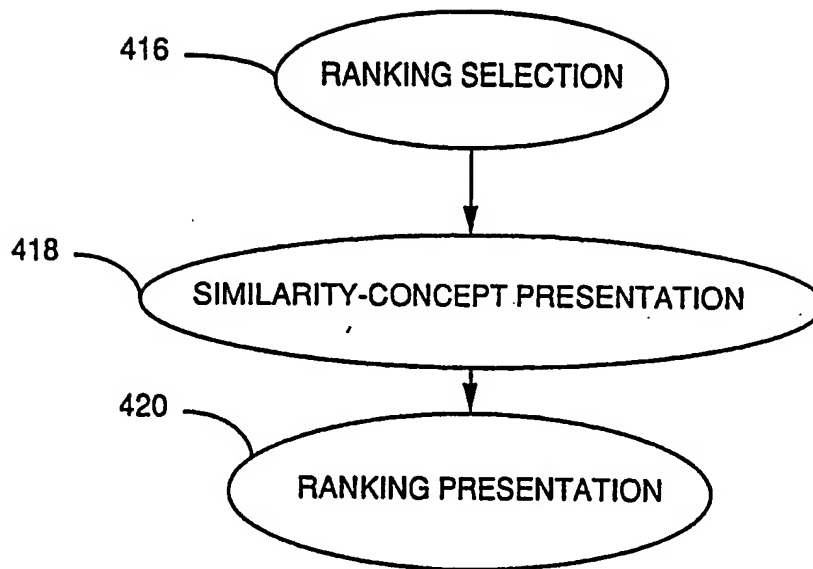 416
RANKING SELECTION
418
SIMILARITY-CONCEPT PRESENTATION
420
RANKING PRESENTATION